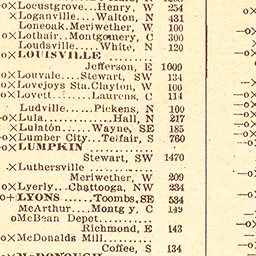 o×Locustgrove...Henry, W 254
×Loganville....Walton, N 431
Loneoak.Meriwether, W 100
o×Lothair..Montgomery, C 300
Loudsville.....White, N 120
o×LOUISVILLE ........
Jefferson, E 1009
o×Louvale...Stewart, SW 134
o×Lovejoys Sta.Clayton, W 100
o×Lovett......Laurens, C 114
Ludville......Pickens, N 100
o×Lula...........Hall, N 217
o×Lulaton......Wayne, SE 185
o×Lumber City..Telfair, S 760
o×LUMPKIN ..........
Stewart, SW 1470
×Luthersville ..........
Meriwether, W 209
o×Lyerly...Chattooga, NW 234
o+LYONS......Toombs, SE 534
McArthur....Montg'y, C 149
o McBean Depot........
Richmond, E 143
o×McDonalds Mill........
Coffee, S 134
o×McDONOUGH